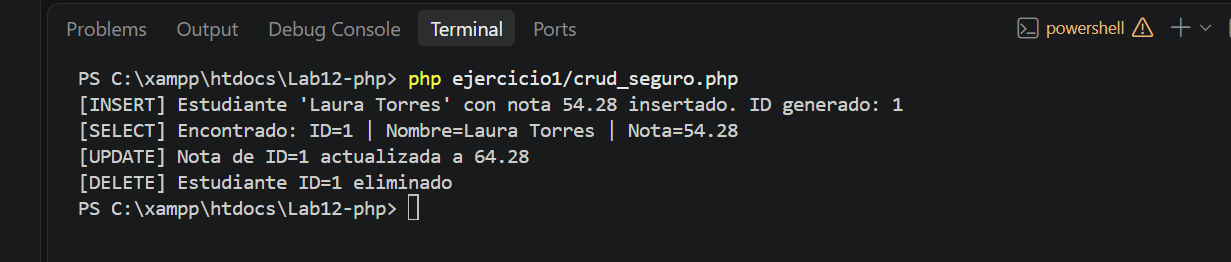 Problems Output Debug Console Terminal Ports powershell
PS C:\xampp\htdocs\Lab12-php> php ejercicio1/crud_seguro.php
[INSERT] Estudiante 'Laura Torres' con nota 54.28 insertado. ID generado: 1
[SELECT] Encontrado: ID=1 | Nombre=Laura Torres | Nota=54.28
[UPDATE] Nota de ID=1 actualizada a 64.28
[DELETE] Estudiante ID=1 eliminado
PS C:\xampp\htdocs\Lab12-php>